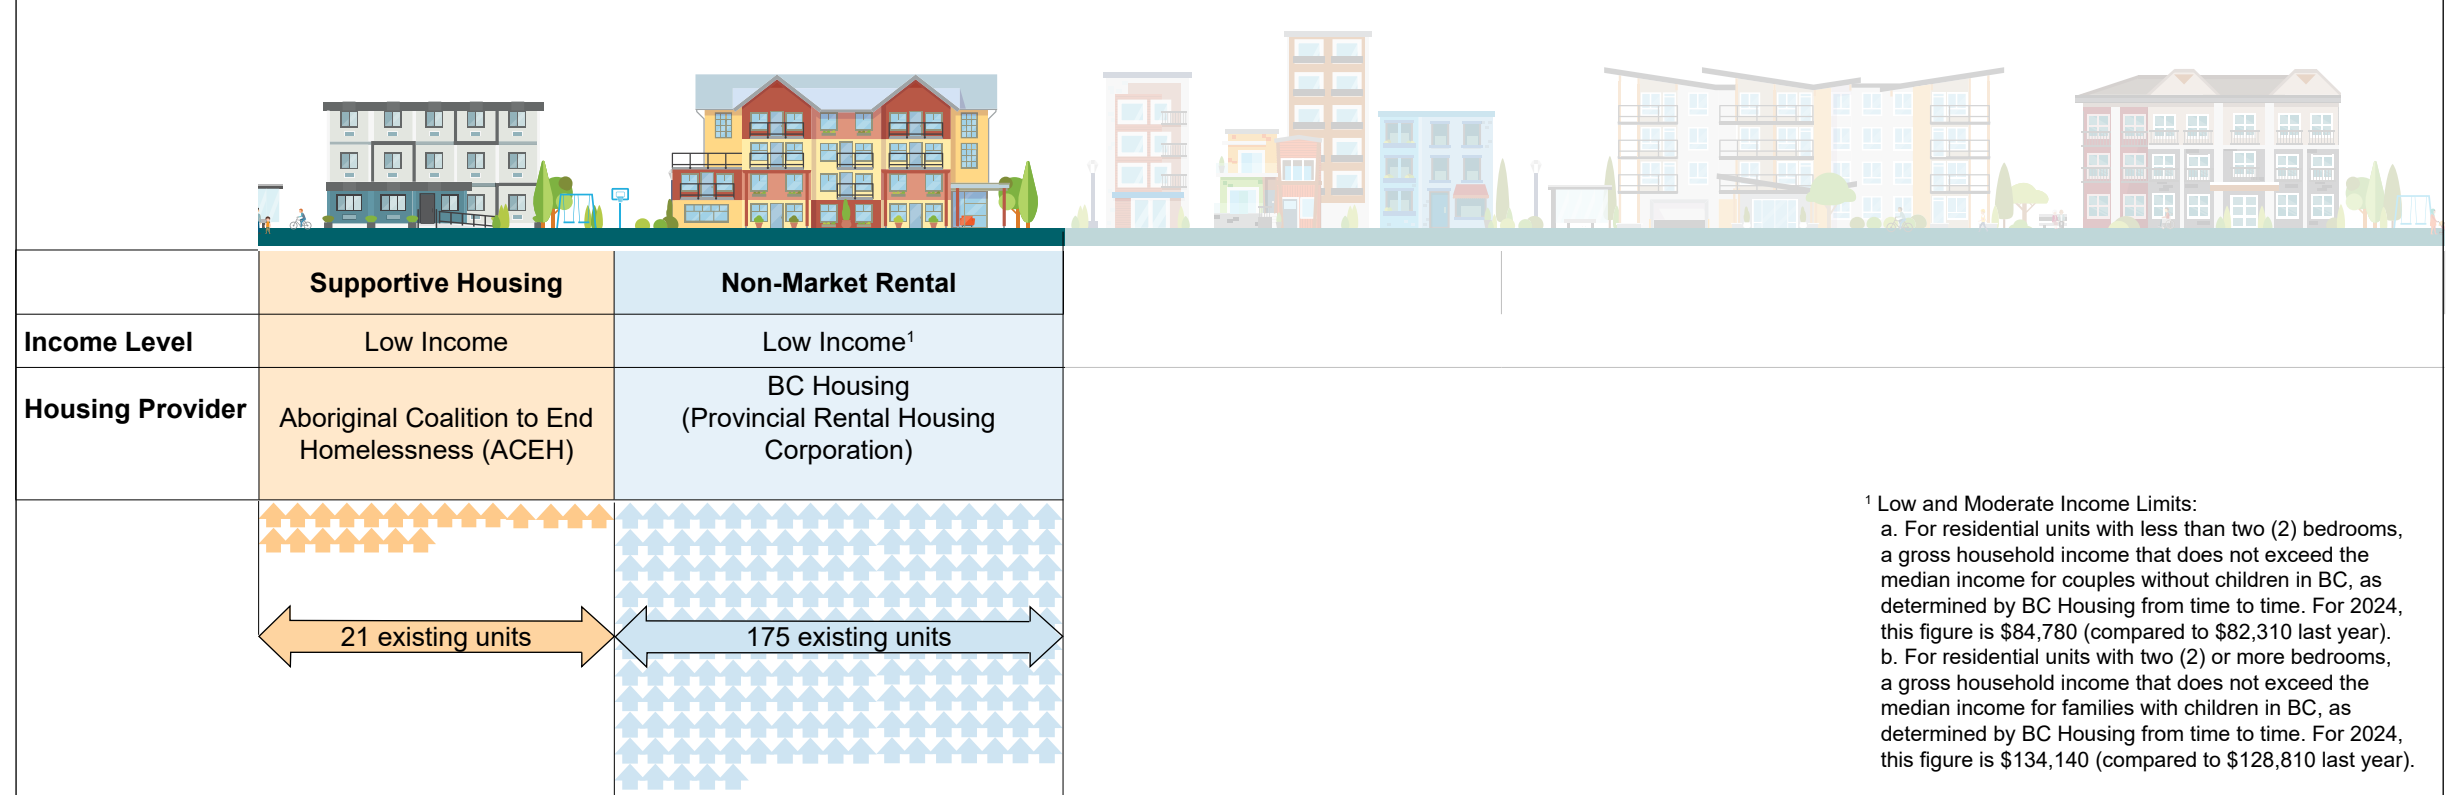 Supportive Housing
Non-Market Rental
Income Level
Low Income
Low Income¹
Housing Provider
Aboriginal Coalition to End
Homelessness (ACEH)
BC Housing
(Provincial Rental Housing
Corporation)
21 existing units
175 existing units
¹ Low and Moderate Income Limits:
a. For residential units with less than two (2) bedrooms,
a gross household income that does not exceed the
median income for couples without children in BC, as
determined by BC Housing from time to time. For 2024,
this figure is $84,780 (compared to $82,310 last year).
b. For residential units with two (2) or more bedrooms,
a gross household income that does not exceed the
median income for families with children in BC, as
determined by BC Housing from time to time. For 2024,
this figure is $134,140 (compared to $128,810 last year).